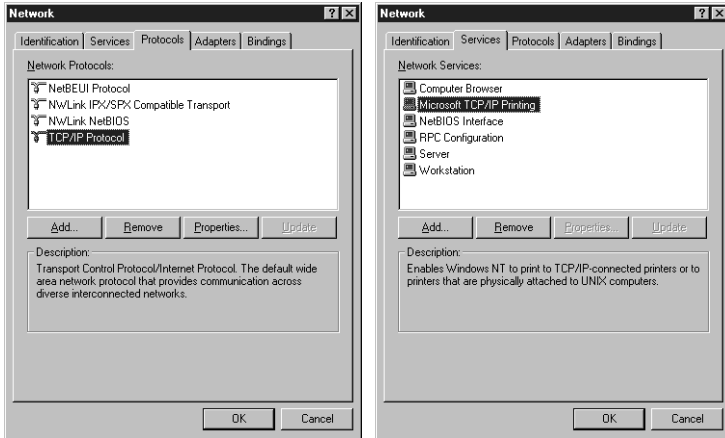 Network
Identification Services Protocols Adapters Bindings
Network Protocols:
NetBEUI Protocol
NWLink IPX/SPX Compatible Transport
NWLink NetBIOS
TCP/IP Protocol
Add... Remove Properties... Update
Description:
Transport Control Protocol/Internet Protocol. The default wide
area network protocol that provides communication across
diverse interconnected networks.
OK Cancel
Network
Identification Services Protocols Adapters Bindings
Network Services:
Computer Browser
Microsoft TCP/IP Printing
NetBIOS Interface
RPC Configuration
Server
Workstation
Add... Remove Properties... Update
Description:
Enables Windows NT to print to TCP/IP-connected printers or to
printers that are physically attached to UNIX computers.
OK Cancel